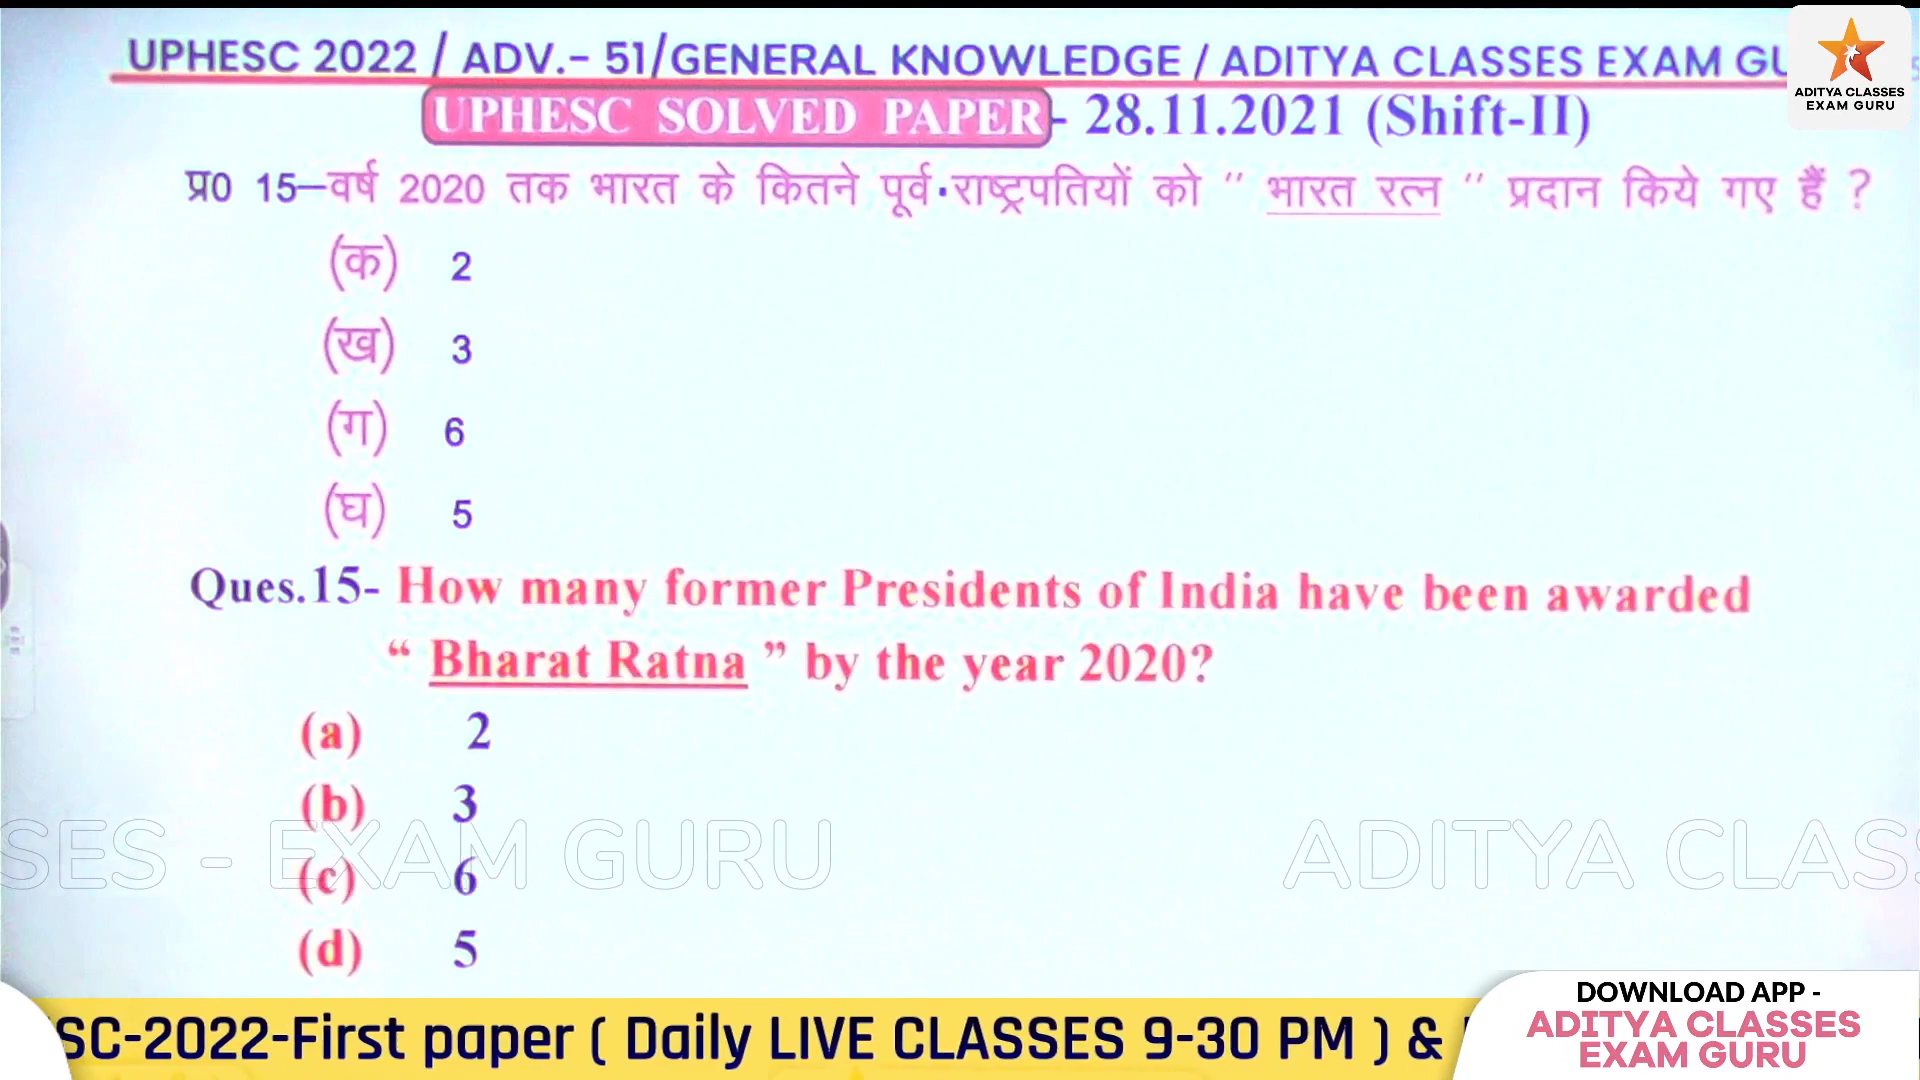 UPHESC 2022 / ADV.- 51/GENERAL KNOWLEDGE / ADITYA CLASSES EXAM GU
ADITYA CLASSES
EXAM GURU
UPHESC SOLVED PAPER - 28.11.2021 (Shift-II)
प्र0 15—वर्ष 2020 तक भारत के कितने पूर्व राष्ट्रपतियों को " भारत रत्न " प्रदान किये गए हैं ?
(क) 2
(ख) 3
(ग) 6
(घ) 5
Ques.15- How many former Presidents of India have been awarded
“ Bharat Ratna ” by the year 2020?
(a) 2
(b) 3
SES - EXAM GURU ADITYA CLASS
(c) 6
(d) 5
SC-2022-First paper ( Daily LIVE CLASSES 9-30 PM ) &
DOWNLOAD APP -
ADITYA CLASSES
EXAM GURU